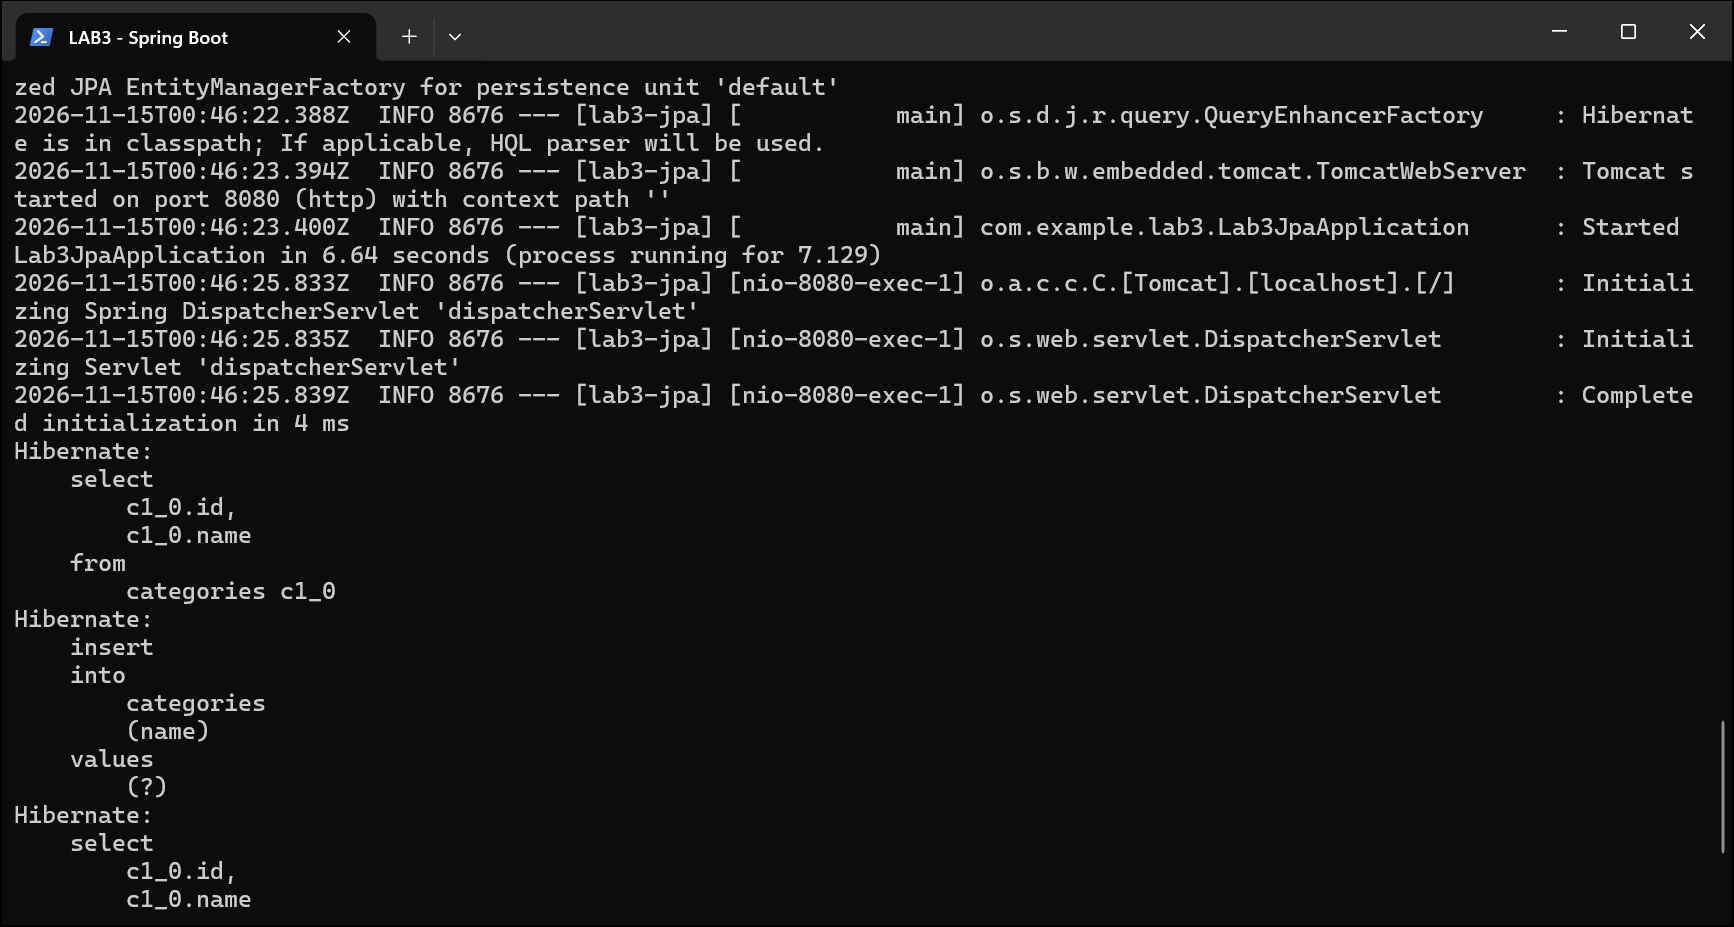 LAB3 - Spring Boot
zed JPA EntityManagerFactory for persistence unit 'default'
2026-11-15T00:46:22.388Z  INFO 8676 --- [lab3-jpa] [           main] o.s.d.j.r.query.QueryEnhancerFactory     : Hibernat
e is in classpath; If applicable, HQL parser will be used.
2026-11-15T00:46:23.394Z  INFO 8676 --- [lab3-jpa] [           main] o.s.b.w.embedded.tomcat.TomcatWebServer  : Tomcat s
tarted on port 8080 (http) with context path ''
2026-11-15T00:46:23.400Z  INFO 8676 --- [lab3-jpa] [           main] com.example.lab3.Lab3JpaApplication      : Started 
Lab3JpaApplication in 6.64 seconds (process running for 7.129)
2026-11-15T00:46:25.833Z  INFO 8676 --- [lab3-jpa] [nio-8080-exec-1] o.a.c.c.C.[Tomcat].[localhost].[/]       : Initiali
zing Spring DispatcherServlet 'dispatcherServlet'
2026-11-15T00:46:25.835Z  INFO 8676 --- [lab3-jpa] [nio-8080-exec-1] o.s.web.servlet.DispatcherServlet        : Initiali
zing Servlet 'dispatcherServlet'
2026-11-15T00:46:25.839Z  INFO 8676 --- [lab3-jpa] [nio-8080-exec-1] o.s.web.servlet.DispatcherServlet        : Complete
d initialization in 4 ms
Hibernate:
    select
        c1_0.id,
        c1_0.name
    from
        categories c1_0
Hibernate:
    insert
    into
        categories
        (name)
    values
        (?)
Hibernate:
    select
        c1_0.id,
        c1_0.name